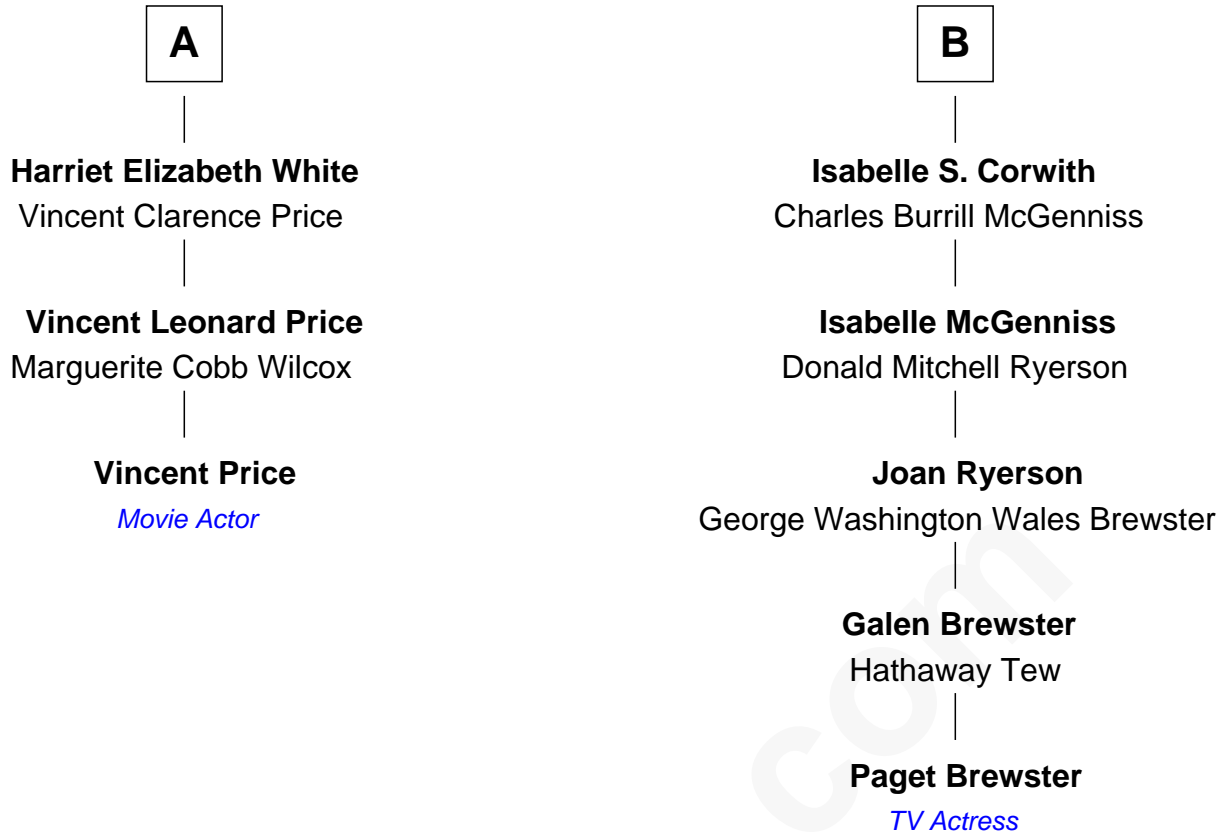 A
Harriet Elizabeth White
Vincent Clarence Price
Vincent Leonard Price
Marguerite Cobb Wilcox
Vincent Price
Movie Actor
B
Isabelle S. Corwith
Charles Burrill McGenniss
Isabelle McGenniss
Donald Mitchell Ryerson
Joan Ryerson
George Washington Wales Brewster
Galen Brewster
Hathaway Tew
Paget Brewster
TV Actress
com